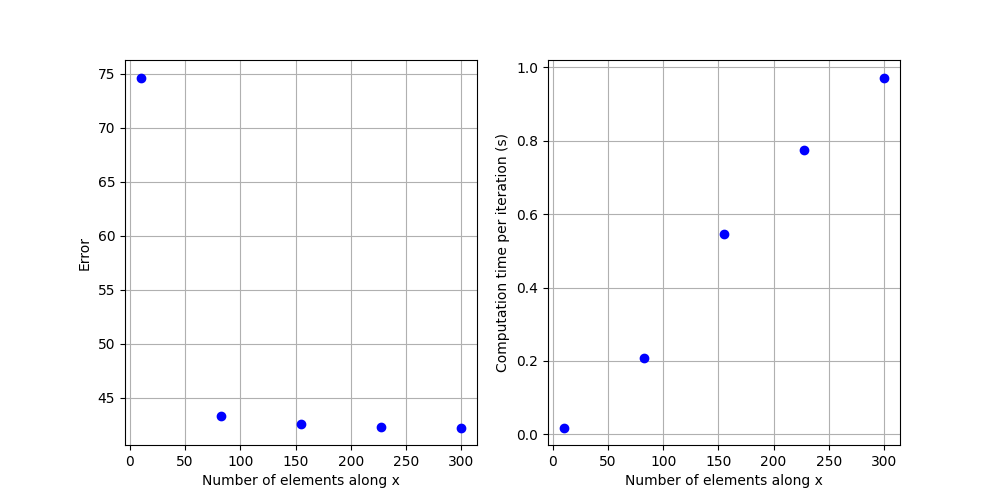 75
70
65
60
55
50
45
Error
0 50 100 150 200 250 300
Number of elements along x
1.0
0.8
0.6
0.4
0.2
0.0
Computation time per iteration (s)
0 50 100 150 200 250 300
Number of elements along x